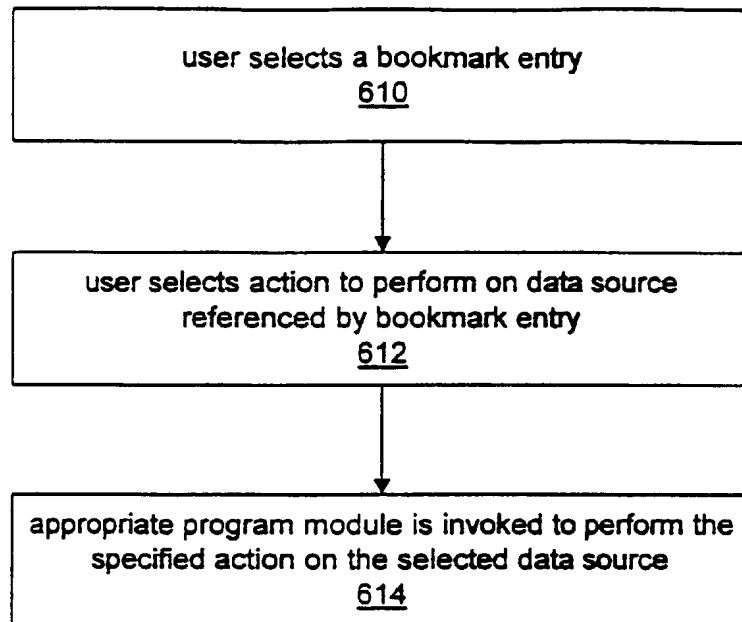 user selects a bookmark entry
610
user selects action to perform on data source
referenced by bookmark entry
612
appropriate program module is invoked to perform the
specified action on the selected data source
614